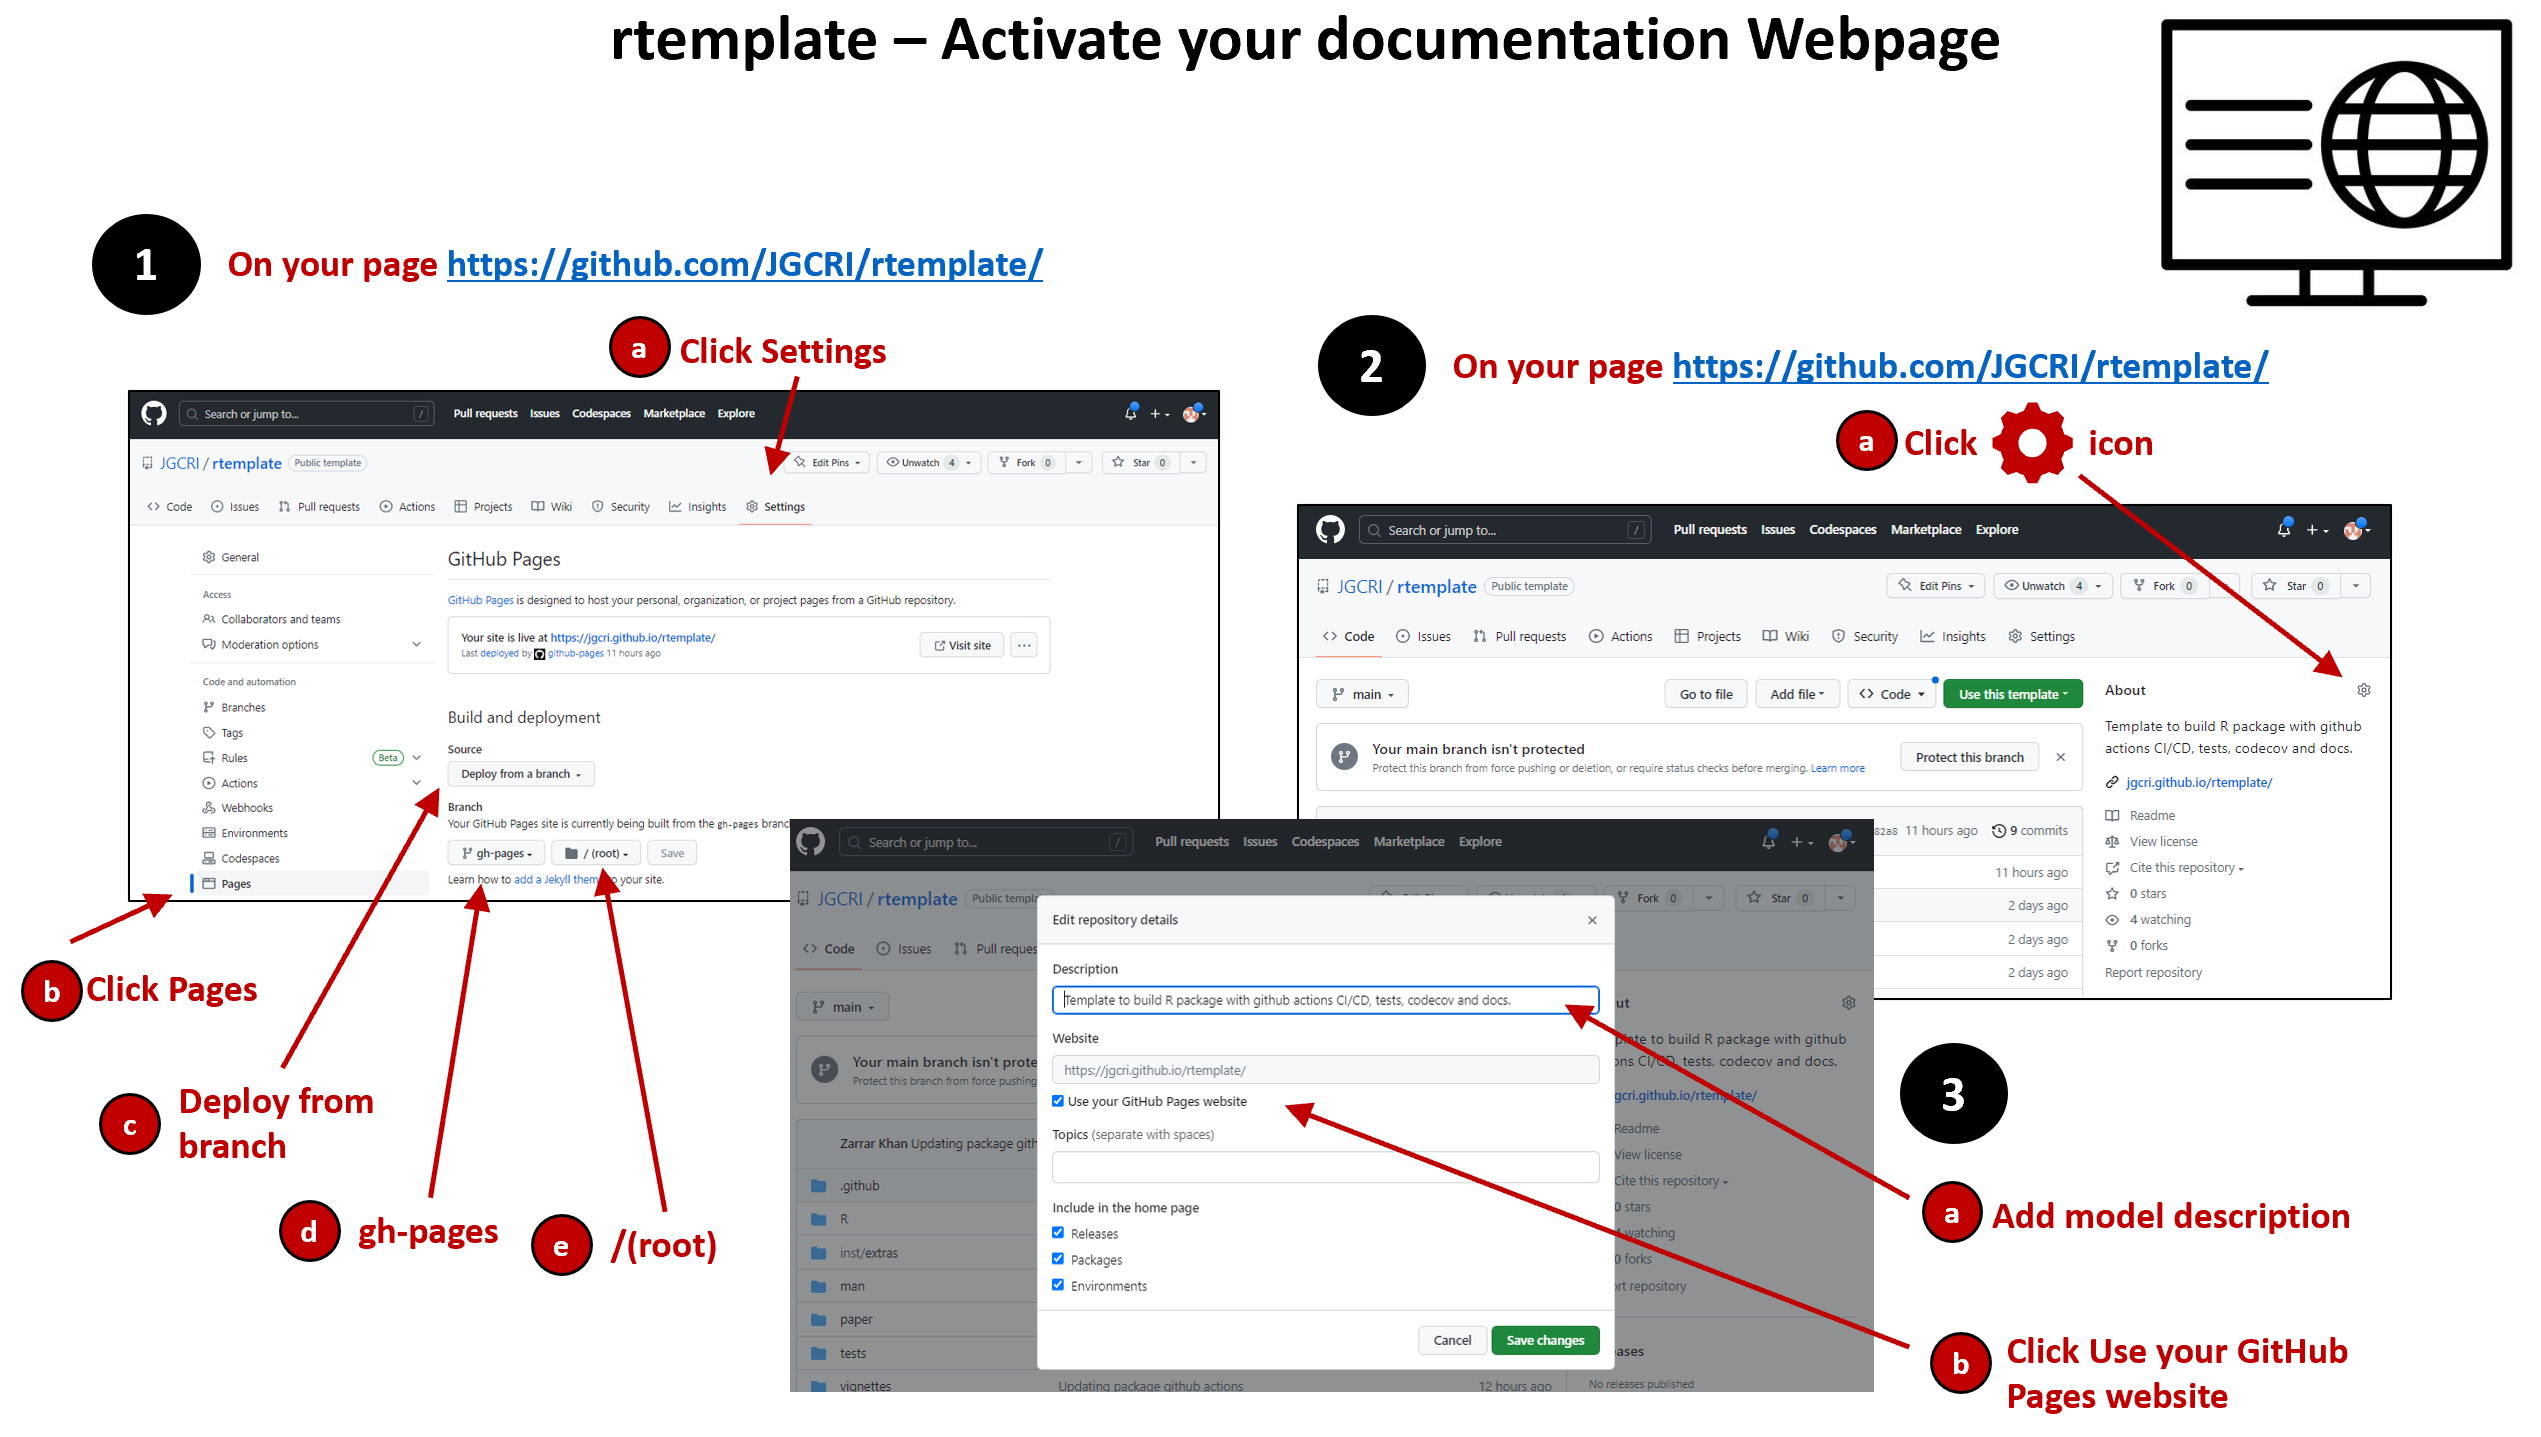 rtemplate – Activate your documentation Webpage
1
On your page https://github.com/JGCRI/rtemplate/
a Click Settings
Search or jump to... /
Pull requests Issues Codespaces Marketplace Explore
JGCRI / rtemplate Public template
Edit Pins Unwatch 4 Fork 0 Star 0
Code Issues Pull requests Actions Projects Wiki Security Insights Settings
General
Access
Collaborators and teams
Moderation options
Code and automation
Branches
Tags
Rules Beta
Actions
Webhooks
Environments
Codespaces
Pages
GitHub Pages
GitHub Pages is designed to host your personal, organization, or project pages from a GitHub repository.
Your site is live at https://jgcri.github.io/rtemplate/
Last deployed by github-pages 11 hours ago
Visit site
Build and deployment
Source
Deploy from a branch
Branch
Your GitHub Pages site is currently being built from the gh-pages branc
gh-pages / (root) Save
Learn how to add a Jekyll them o your site.
b Click Pages
c Deploy from
branch
d gh-pages
e /(root)
2
On your page https://github.com/JGCRI/rtemplate/
a Click icon
Search or jump to... /
Pull requests Issues Codespaces Marketplace Explore
JGCRI / rtemplate Public template
Edit Pins Unwatch 4 Fork 0 Star 0
Code Issues Pull requests Actions Projects Wiki Security Insights Settings
main Go to file Add file Code Use this template
Your main branch isn't protected
Protect this branch from force pushing or deletion, or require status checks before merging. Learn more
Protect this branch
82a8 11 hours ago 9 commits
11 hours ago
2 days ago
2 days ago
2 days ago
About
Template to build R package with github
actions CI/CD, tests, codecov and docs.
jgcri.github.io/rtemplate/
Readme
View license
Cite this repository
0 stars
4 watching
0 forks
Report repository
Search or jump to... /
Pull requests Issues Codespaces Marketplace Explore
JGCRI / rtemplate Public templa
Fork 0 Star 0
Code Issues Pull reques
main
Your main branch isn't prote
Protect this branch from force pushing
Zarrar Khan Updating package gith
.github
R
inst/extras
man
paper
tests
vignettes Updating package github actions 12 hours ago
Edit repository details
Description
Template to build R package with github actions CI/CD, tests, codecov and docs.
Website
https://jgcri.github.io/rtemplate/
Use your GitHub Pages website
Topics (separate with spaces)
Include in the home page
Releases
Packages
Environments
Cancel Save changes
ut
plate to build R package with github
ns CI/CD, tests, codecov and docs.
gcri.github.io/rtemplate/
Readme
View license
Cite this repository
0 stars
watching
0 forks
rt repository
eases
No releases published
3
a Add model description
b Click Use your GitHub
Pages website